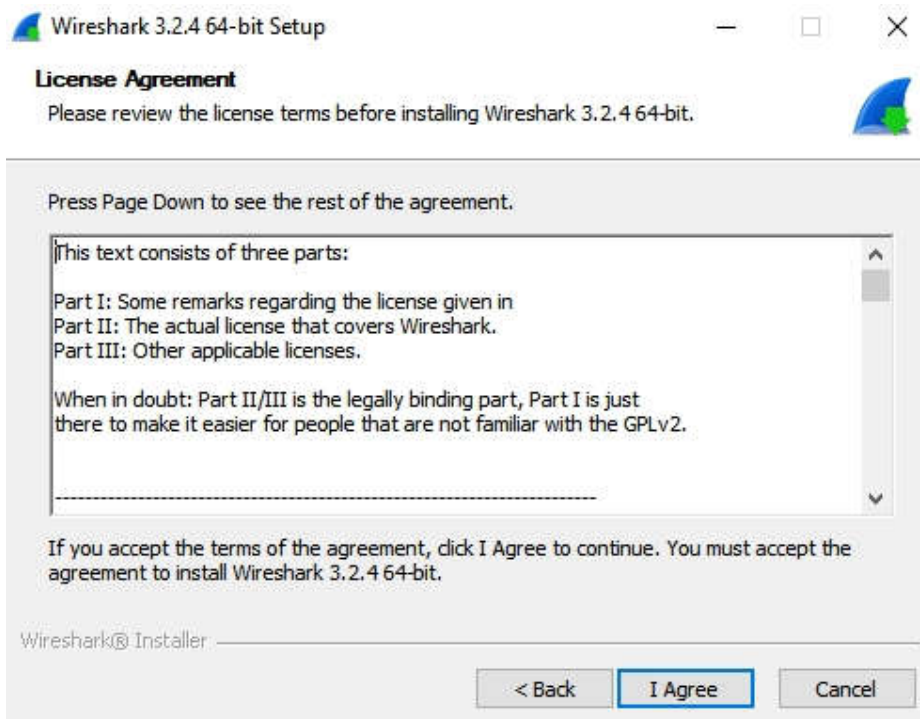 Wireshark 3.2.4 64-bit Setup
License Agreement
Please review the license terms before installing Wireshark 3.2.4 64-bit.
Press Page Down to see the rest of the agreement.
This text consists of three parts:
Part I: Some remarks regarding the license given in
Part II: The actual license that covers Wireshark.
Part III: Other applicable licenses.
When in doubt: Part II/III is the legally binding part, Part I is just
there to make it easier for people that are not familiar with the GPLv2.
------------------------------------------------------------------------
If you accept the terms of the agreement, click I Agree to continue. You must accept the
agreement to install Wireshark 3.2.4 64-bit.
Wireshark® Installer
< Back I Agree Cancel